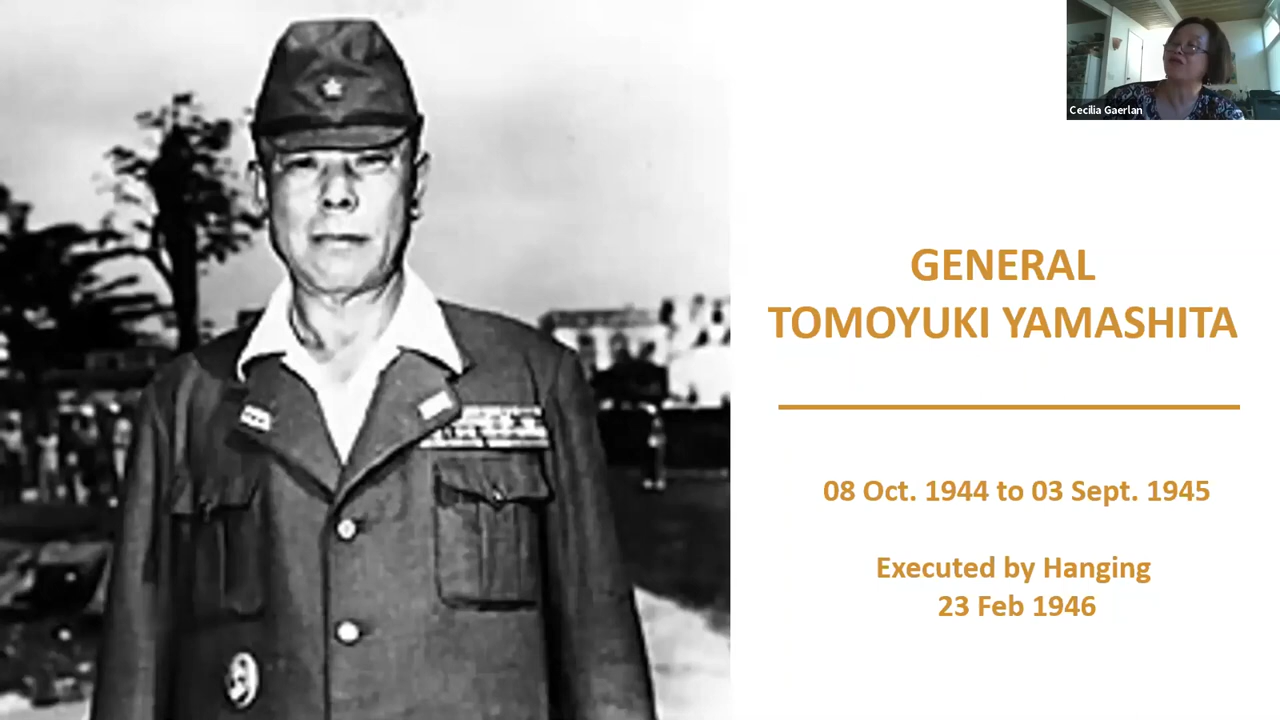 Cecilia Gaerlan
GENERAL
TOMOYUKI YAMASHITA
08 Oct. 1944 to 03 Sept. 1945
Executed by Hanging
23 Feb 1946